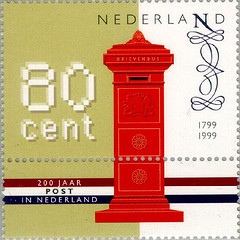 NEDERLAND
80
cent
BRIEVENBUS
1799
1999
200 JAAR
POST
IN NEDERLAND